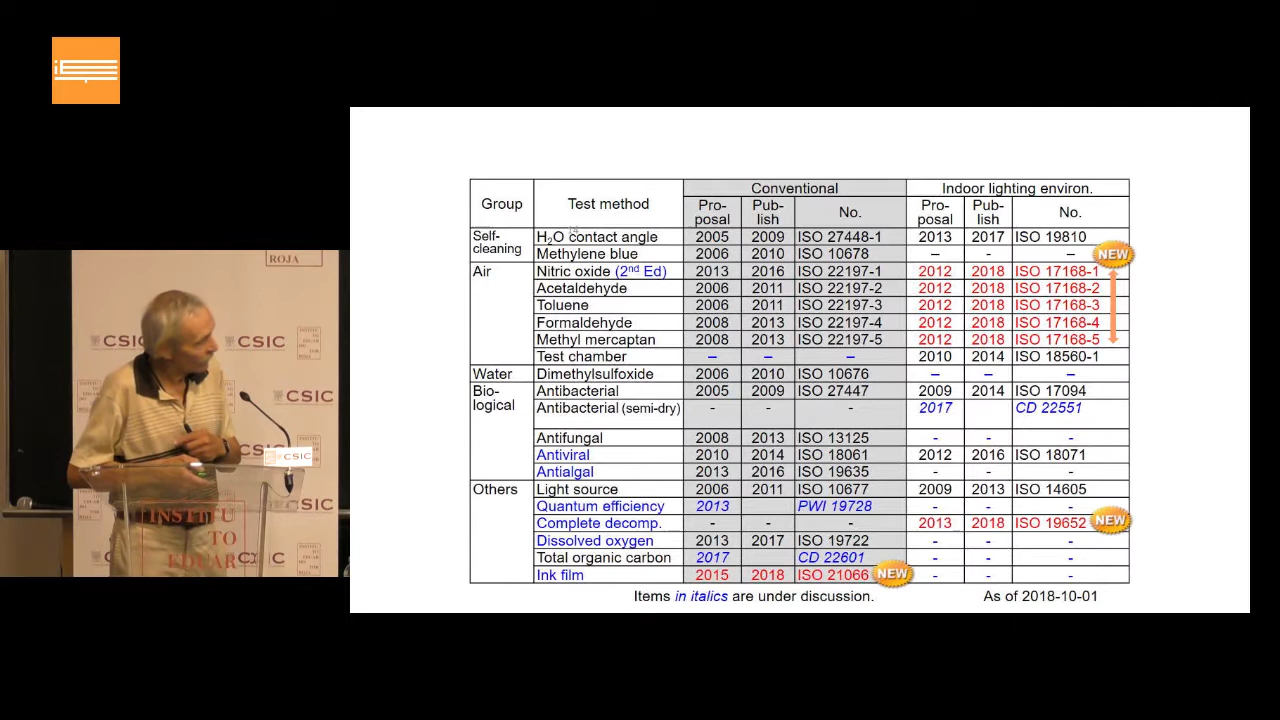 ROJA
CSIC
CSIC
CSIC
CSIC
CSIC
CSIC
INSTITU
TO
EDUAR
Group Test method Conventional Indoor lighting environ.
Pro-posal Pub-lish No. Pro-posal Pub-lish No.
Self-cleaning H2O contact angle 2005 2009 ISO 27448-1 2013 2017 ISO 19810
Methylene blue 2006 2010 ISO 10678 – - – NEW
Air Nitric oxide (2nd Ed) 2013 2016 ISO 22197-1 2012 2018 ISO 17168-1
Acetaldehyde 2006 2011 ISO 22197-2 2012 2018 ISO 17168-2
Toluene 2006 2011 ISO 22197-3 2012 2018 ISO 17168-3
Formaldehyde 2008 2013 ISO 22197-4 2012 2018 ISO 17168-4
Methyl mercaptan 2008 2013 ISO 22197-5 2012 2018 ISO 17168-5
Test chamber – – – 2010 2014 ISO 18560-1
Water Dimethylsulfoxide 2006 2010 ISO 10676 – – –
Bio-logical Antibacterial 2005 2009 ISO 27447 2009 2014 ISO 17094
Antibacterial (semi-dry) - - - 2017 CD 22551
Antifungal 2008 2013 ISO 13125 - - -
Antiviral 2010 2014 ISO 18061 2012 2016 ISO 18071
Antialgal 2013 2016 ISO 19635 - - -
Others Light source 2006 2011 ISO 10677 2009 2013 ISO 14605
Quantum efficiency 2013 PWI 19728 - - -
Complete decomp. - - - 2013 2018 ISO 19652 NEW
Dissolved oxygen 2013 2017 ISO 19722 - - -
Total organic carbon 2017 CD 22601 - - -
Ink film 2015 2018 ISO 21066 NEW - - -
Items in italics are under discussion. As of 2018-10-01